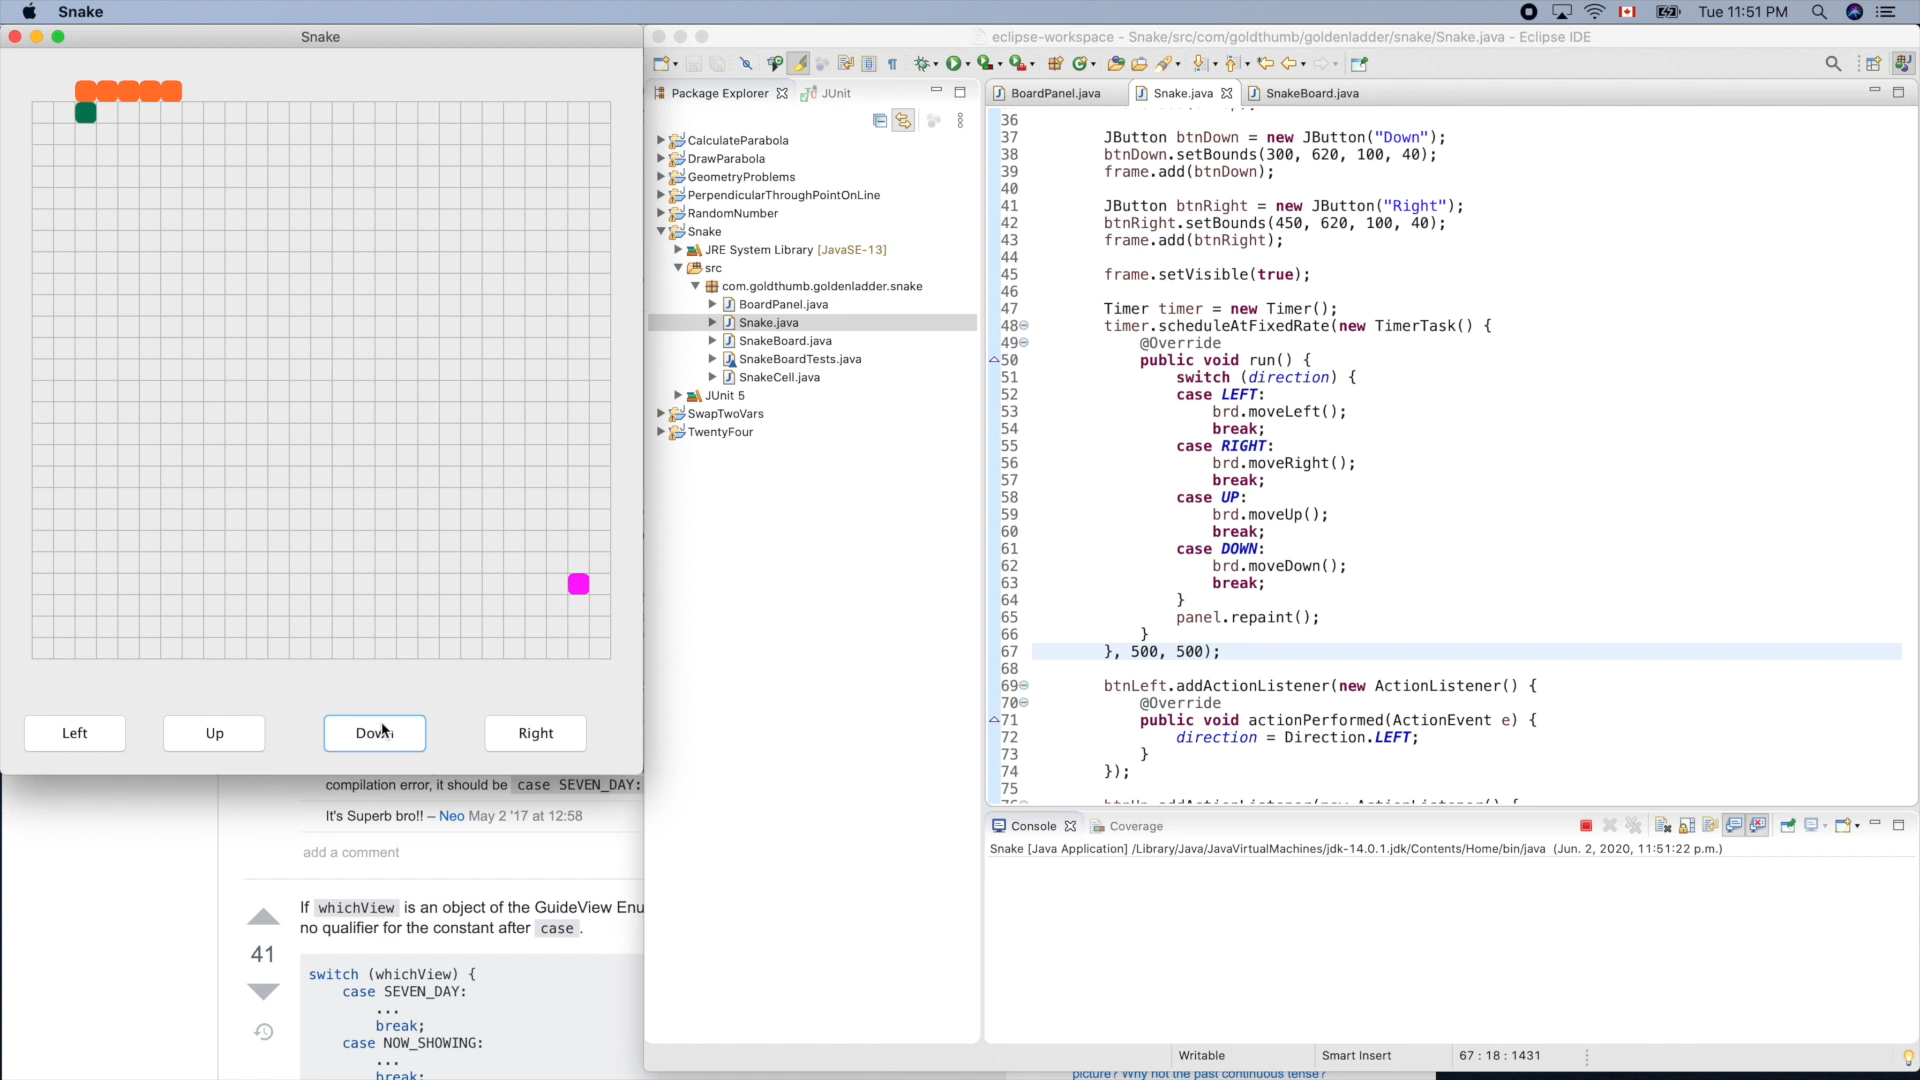 Snake
Tue 11:51 PM
Snake
eclipse-workspace - Snake/src/com/goldthumb/goldenladder/snake/Snake.java - Eclipse IDE
Left
Up
Down
Right
Package Explorer
JUnit
CalculateParabola
DrawParabola
GeometryProblems
PerpendicularThroughPointOnLine
RandomNumber
Snake
JRE System Library [JavaSE-13]
src
com.goldthumb.goldenladder.snake
BoardPanel.java
Snake.java
SnakeBoard.java
SnakeBoardTests.java
SnakeCell.java
JUnit 5
SwapTwoVars
TwentyFour
BoardPanel.java
Snake.java
SnakeBoard.java
36
37 JButton btnDown = new JButton("Down");
38 btnDown.setBounds(300, 620, 100, 40);
39 frame.add(btnDown);
40
41 JButton btnRight = new JButton("Right");
42 btnRight.setBounds(450, 620, 100, 40);
43 frame.add(btnRight);
44
45 frame.setVisible(true);
46
47 Timer timer = new Timer();
48 timer.scheduleAtFixedRate(new TimerTask() {
49 @Override
50 public void run() {
51 switch (direction) {
52 case LEFT:
53 brd.moveLeft();
54 break;
55 case RIGHT:
56 brd.moveRight();
57 break;
58 case UP:
59 brd.moveUp();
60 break;
61 case DOWN:
62 brd.moveDown();
63 break;
64 }
65 panel.repaint();
66 }
67 }, 500, 500);
68
69 btnLeft.addActionListener(new ActionListener() {
70 @Override
71 public void actionPerformed(ActionEvent e) {
72 direction = Direction.LEFT;
73 }
74 });
75
Console
Coverage
Snake [Java Application] /Library/Java/JavaVirtualMachines/jdk-14.0.1.jdk/Contents/Home/bin/java (Jun. 2, 2020, 11:51:22 p.m.)
Writable
Smart Insert
67 : 18 : 1431
compilation error, it should be case SEVEN_DAY:
It's Superb bro!! – Neo May 2 '17 at 12:58
add a comment
41
If whichView is an object of the GuideView Enu
no qualifier for the constant after case.
switch (whichView) {
case SEVEN_DAY:
...
break;
case NOW_SHOWING:
...
break;
picture? Why not the past continuous tense?